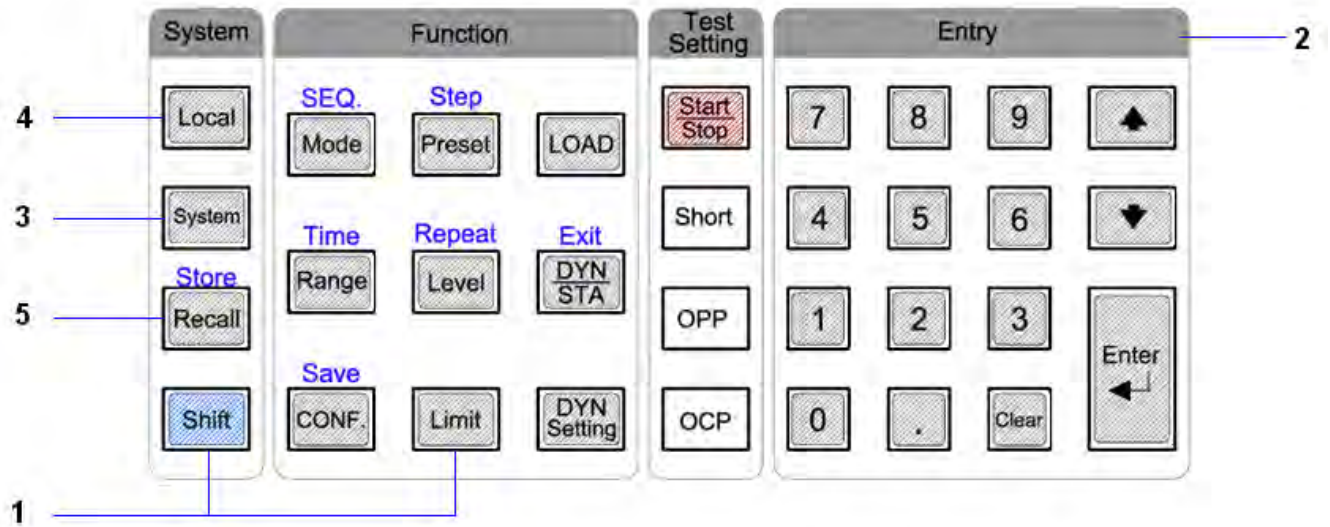 System
Function
Test
Setting
Entry
2
4
Local
SEQ.
Mode
Step
Preset
LOAD
Start
Stop
7
8
9
3
System
Time
Range
Repeat
Level
Exit
DYN
STA
Short
4
5
6
5
Store
Recall
OPP
1
2
3
Enter
Shift
Save
CONF.
Limit
DYN
Setting
OCP
0
.
Clear
1